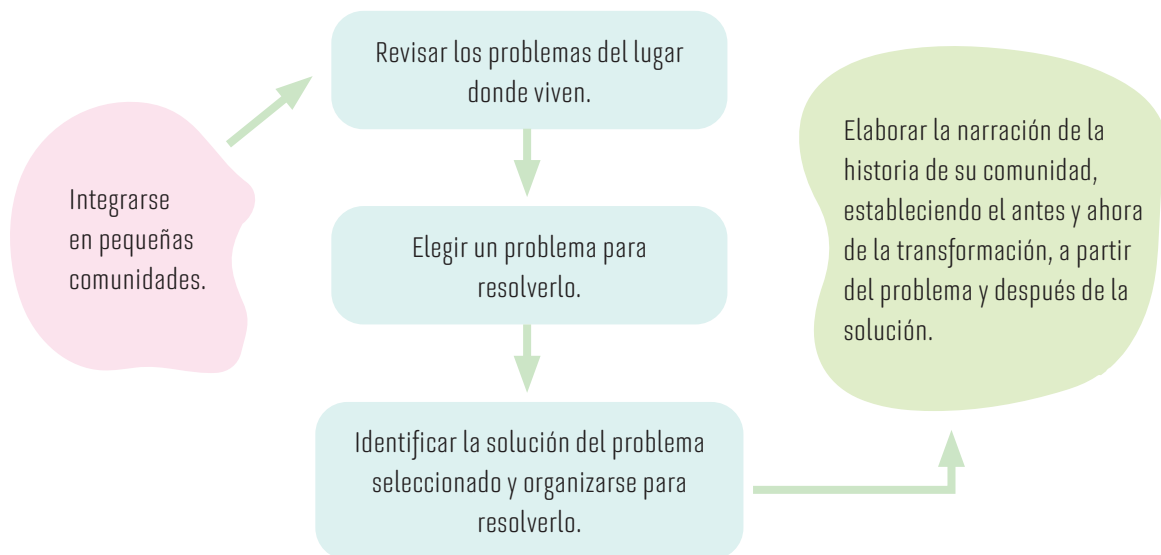 Integrarse
en pequeñas
comunidades.
Revisar los problemas del lugar
donde viven.
Elegir un problema para
resolverlo.
Identificar la solución del problema
seleccionado y organizarse para
resolverlo.
Elaborar la narración de la
historia de su comunidad,
estableciendo el antes y ahora
de la transformación, a partir
del problema y después de la
solución.